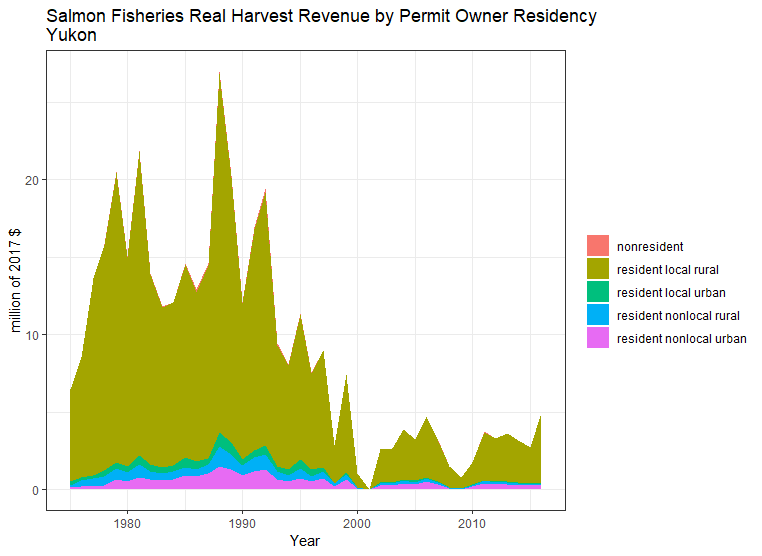 Salmon Fisheries Real Harvest Revenue by Permit Owner Residency
Yukon
million of 2017 $
20
10
0
1980
1990
2000
2010
Year
nonresident
resident local rural
resident local urban
resident nonlocal rural
resident nonlocal urban